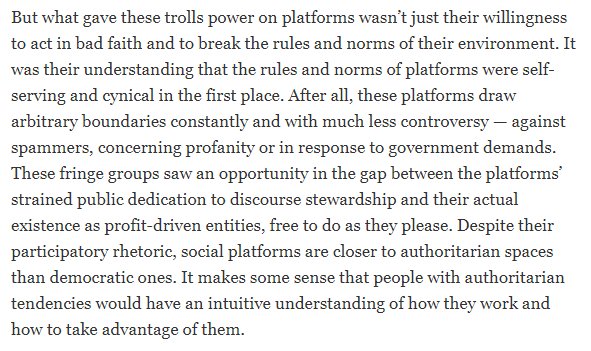 But what gave these trolls power on platforms wasn’t just their willingness
to act in bad faith and to break the rules and norms of their environment. It
was their understanding that the rules and norms of platforms were self-
serving and cynical in the first place. After all, these platforms draw
arbitrary boundaries constantly and with much less controversy — against
spammers, concerning profanity or in response to government demands.
These fringe groups saw an opportunity in the gap between the platforms’
strained public dedication to discourse stewardship and their actual
existence as profit-driven entities, free to do as they please. Despite their
participatory rhetoric, social platforms are closer to authoritarian spaces
than democratic ones. It makes some sense that people with authoritarian
tendencies would have an intuitive understanding of how they work and
how to take advantage of them.